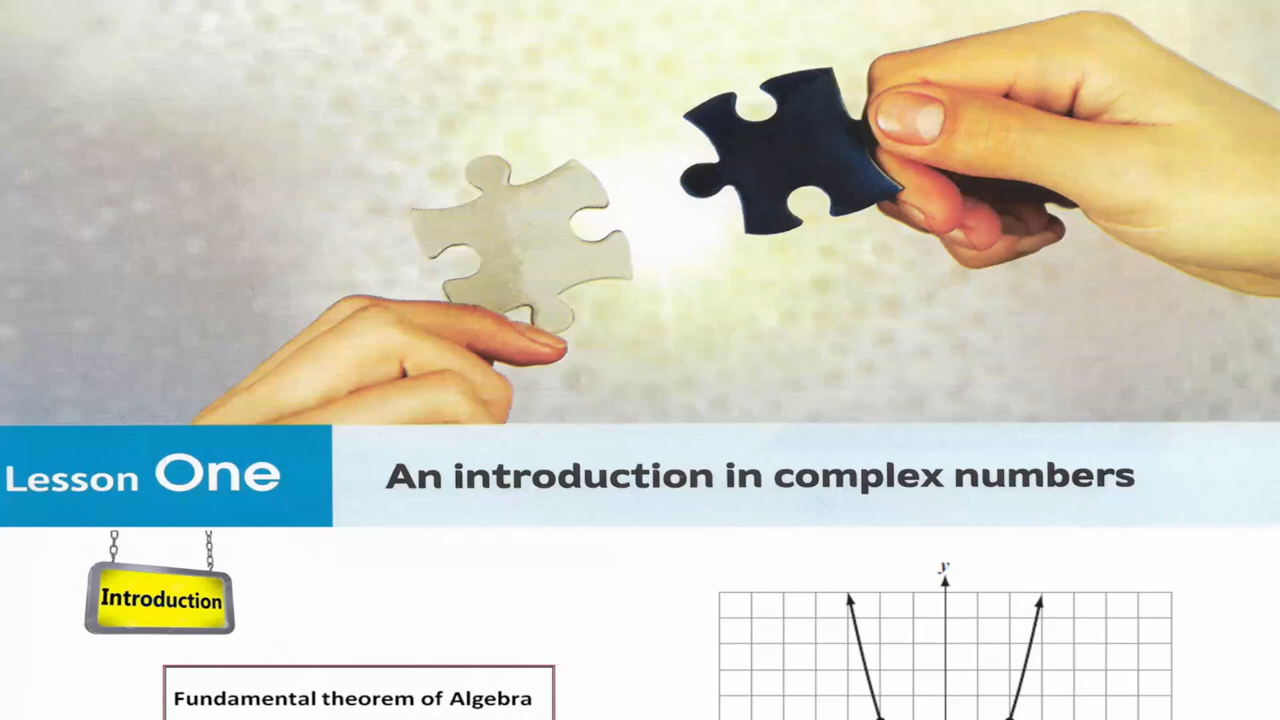 Lesson One
An introduction in complex numbers
Introduction
y
Fundamental theorem of Algebra